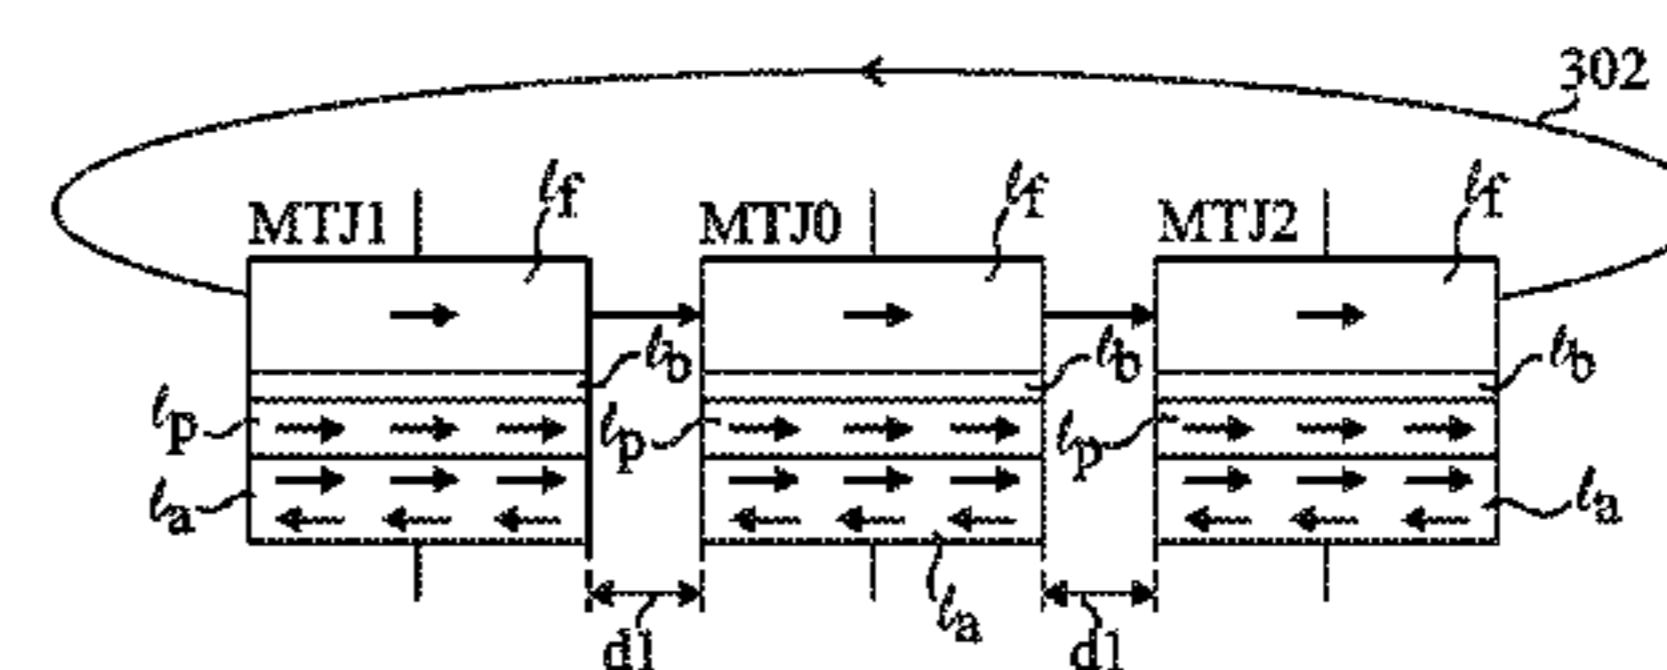 302
ℓf ℓf ℓf
MTJ1 MTJ0 MTJ2
ℓb ℓb ℓb
ℓp ℓp ℓp
ℓa ℓa
ℓa
d1 d1